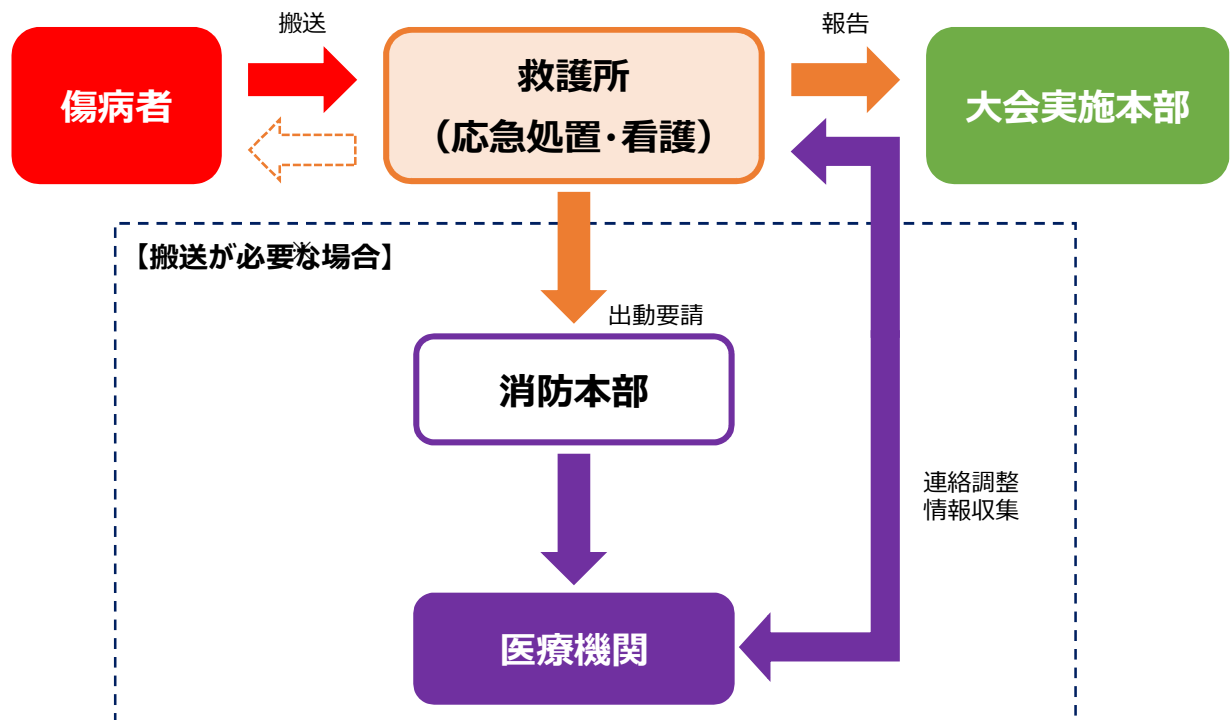 搬送
報告
傷病者
救護所
（応急処置・看護）
大会実施本部
※
【搬送が必要な場合】
出動要請
消防本部
連絡調整
情報収集
医療機関